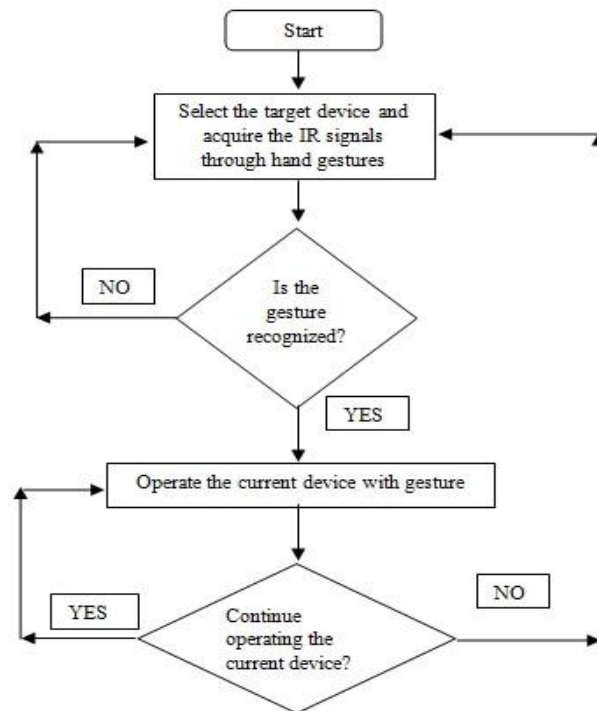 Start
Select the target device and
acquire the IR signals
through hand gestures
NO
Is the
gesture
recognized?
YES
Operate the current device with gesture
YES
NO
Continue
operating the
current device?